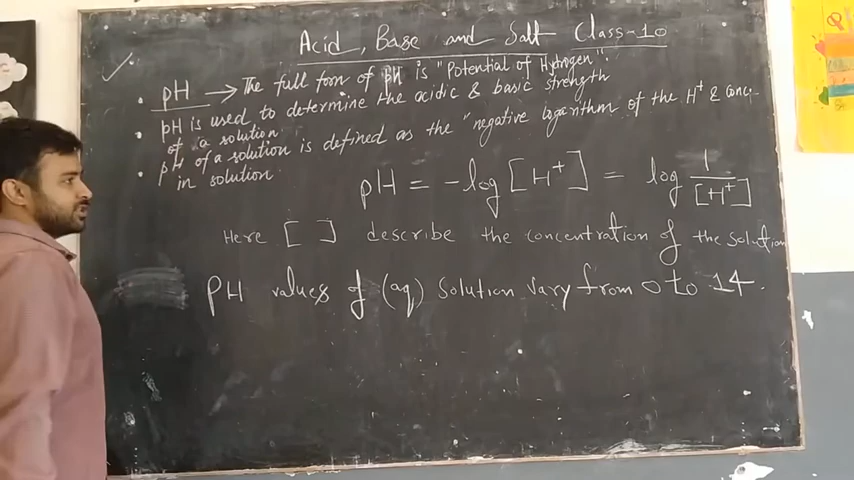 Acid, Base and Salt Class-10
pH → The full form of pH is "Potential of Hydrogen".
pH is used to determine the acidic & basic strength
of a solution.
pH of a solution is defined as the "negative logarithm of the H⁺ & conc.
in solution.
pH = -log [H⁺] = log 1/[H⁺]
Here [ ] describe the concentration of the solution
PH values of (aq) Solution vary from 0 to 14.